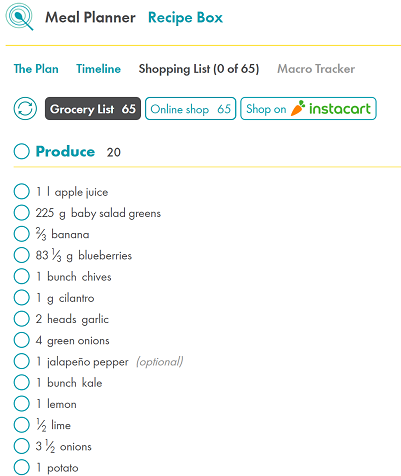 Meal Planner Recipe Box
The Plan Timeline Shopping List (0 of 65) Macro Tracker
Grocery List 65 Online shop 65 Shop on instacart
Produce 20
1 l apple juice
225 g baby salad greens
⅔ banana
83 ⅓ g blueberries
1 bunch chives
1 g cilantro
2 heads garlic
4 green onions
1 jalapeño pepper (optional)
1 bunch kale
1 lemon
½ lime
3 ½ onions
1 potato